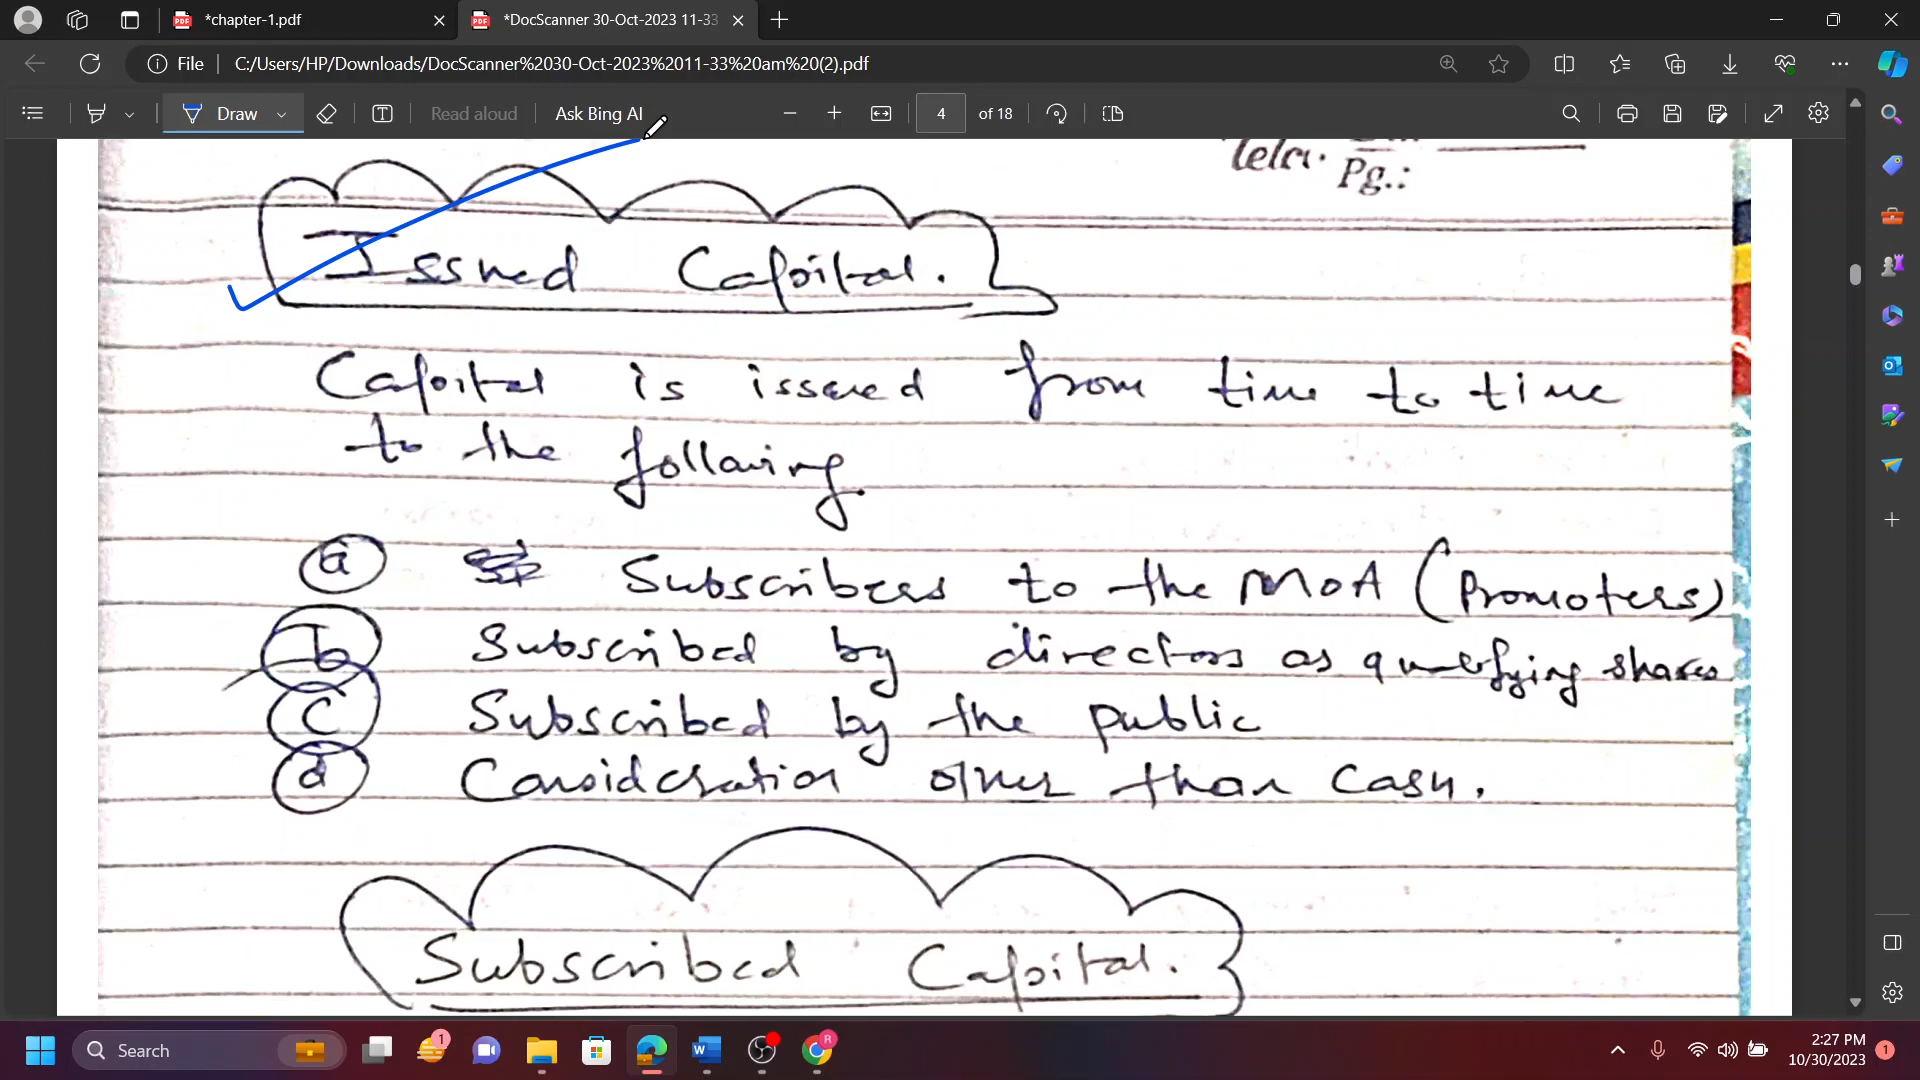 *chapter-1.pdf
*DocScanner 30-Oct-2023 11-33
File
C:/Users/HP/Downloads/DocScanner%2030-Oct-2023%2011-33%20am%20(2).pdf
Draw
Read aloud
Ask Bing AI
4
of 18
Pg.:
Issued Capital.
Capital is issued from time to time
to the following.
a Subscribers to the MOA (Promoters)
b Subscribed by directors as qualifying shares
c Subscribed by the public
d Consideration other than cash.
Subscribed Capital.
Search
1
R
2:27 PM
10/30/2023
1